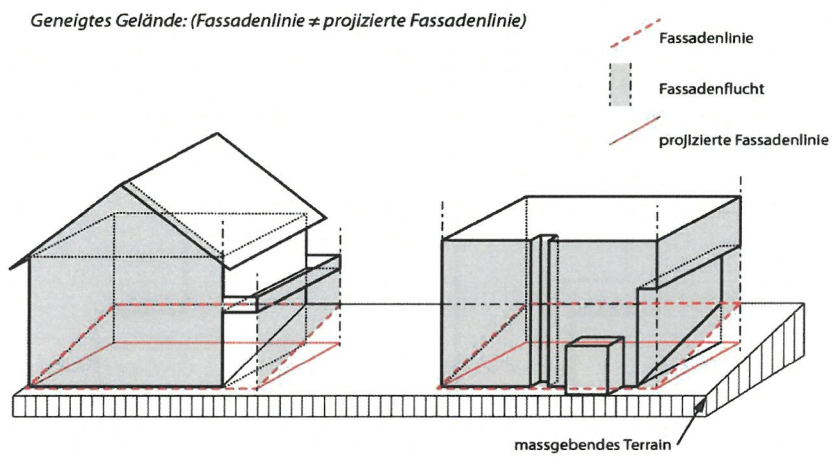 Geneigtes Gelände: (Fassadenlinie ≠ projizierte Fassadenlinie)
Fassadenlinie
Fassadenflucht
projizierte Fassadenlinie
massgebendes Terrain